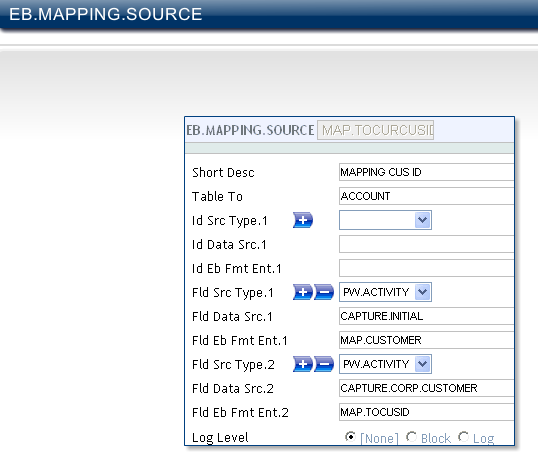 EB.MAPPING.SOURCE
EB.MAPPING.SOURCE MAP.TOCURCUSID
Short Desc MAPPING CUS ID
Table To ACCOUNT
Id Src Type.1
Id Data Src.1
Id Eb Fmt Ent.1
Fld Src Type.1 PW.ACTIVITY
Fld Data Src.1 CAPTURE.INITIAL
Fld Eb Fmt Ent.1 MAP.CUSTOMER
Fld Src Type.2 PW.ACTIVITY
Fld Data Src.2 CAPTURE.CORP.CUSTOMER
Fld Eb Fmt Ent.2 MAP.TOCUSID
Log Level [None] Block Log